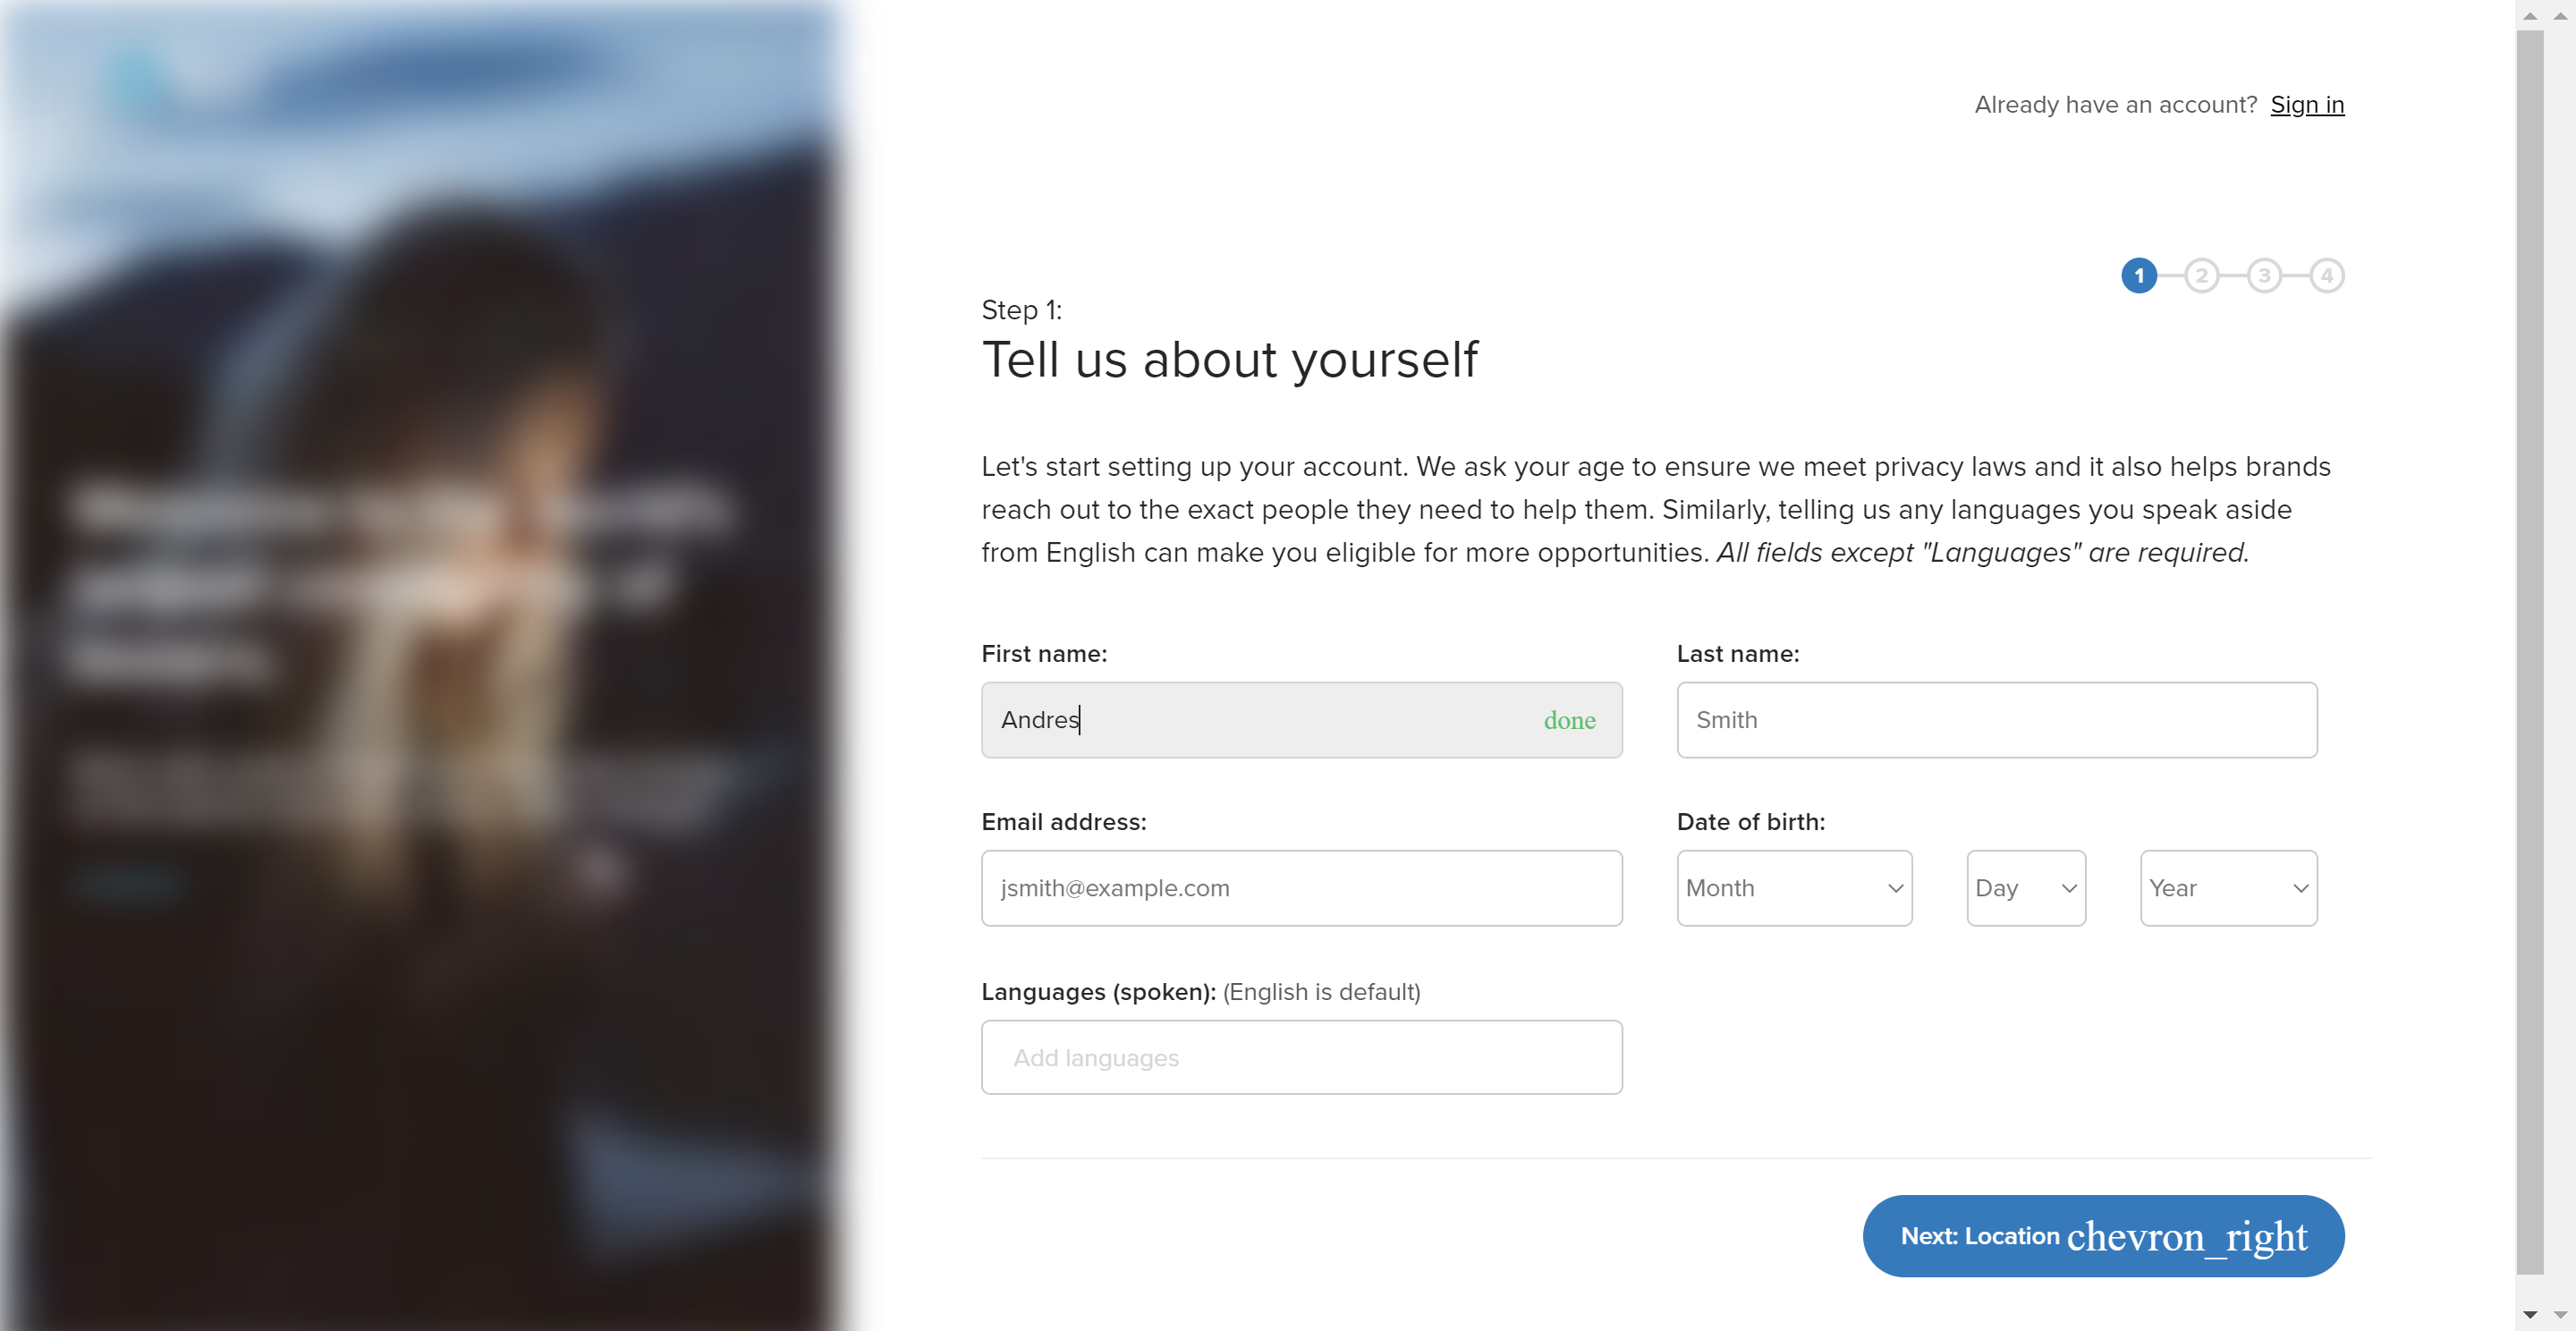 Already have an account? Sign in
1 2 3 4
Step 1:
Tell us about yourself
Let's start setting up your account. We ask your age to ensure we meet privacy laws and it also helps brands
reach out to the exact people they need to help them. Similarly, telling us any languages you speak aside
from English can make you eligible for more opportunities. All fields except "Languages" are required.
First name:
Last name:
Andres done
Smith
Email address:
Date of birth:
jsmith@example.com
Month
Day
Year
Languages (spoken): (English is default)
Add languages
Next: Location chevron_right